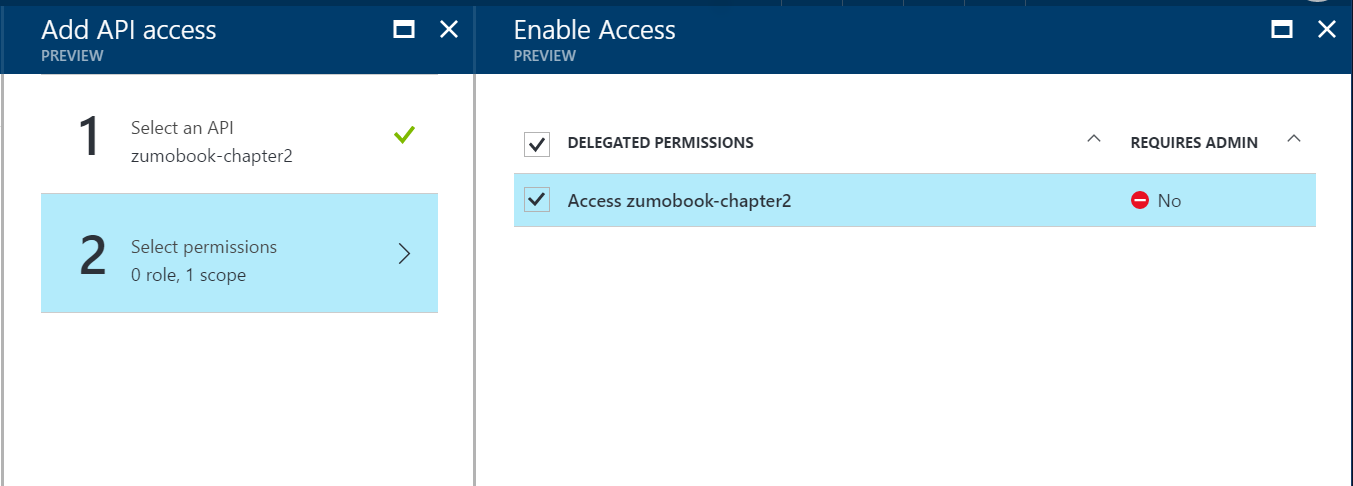 Add API access
PREVIEW
1
Select an API
zumobook-chapter2
2
Select permissions
0 role, 1 scope
Enable Access
PREVIEW
DELEGATED PERMISSIONS
REQUIRES ADMIN
Access zumobook-chapter2
No